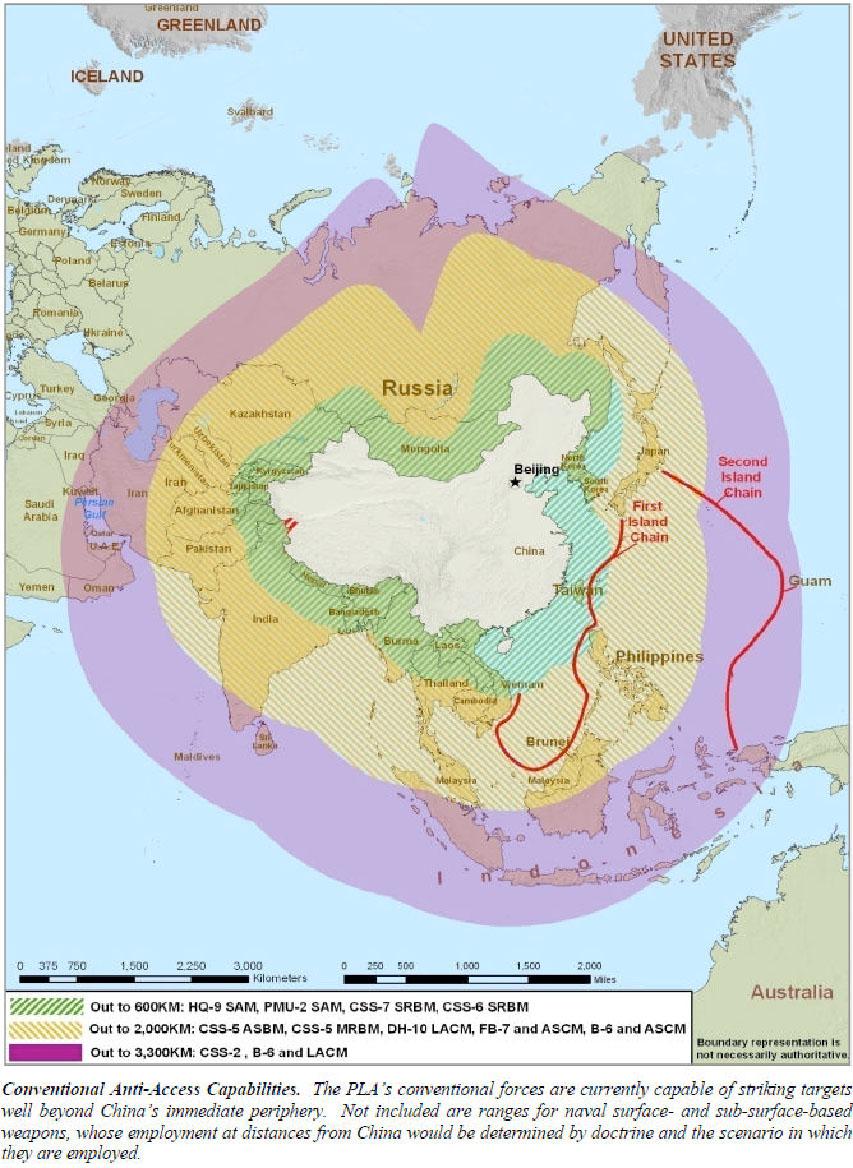 Greenland
GREENLAND
UNITED
STATES
ICELAND
Svalbard
Norway
Sweden
Finland
Estonia
Belgium
Germany
Poland
Belarus
Romania
Ukraine
Turkey
Georgia
Cyprus
Lebanon
Syria
Jordan
Iraq
Kuwait
Iran
Saudi
Arabia
Persian
Gulf
Qatar
U.A.E.
Yemen
Oman
Russia
Kazakhstan
Uzbekistan
Turkmenistan
Kyrgyzstan
Tajikistan
Iran
Afghanistan
Pakistan
Mongolia
Beijing
North
Korea
South
Korea
Japan
China
First
Island
Chain
Second
Island
Chain
Guam
Taiwan
Nepal
Bhutan
Bangladesh
India
Burma
Laos
Thailand
Vietnam
Cambodia
Philippines
Sri
Lanka
Maldives
Brunei
Malaysia
Malaysia
Indonesia
Australia
0 375 750 1,500 2,250 3,000
Kilometers
0 250 500 1,000 1,500 2,000
Miles
Out to 600KM: HQ-9 SAM, PMU-2 SAM, CSS-7 SRBM, CSS-6 SRBM
Out to 2,000KM: CSS-5 ASBM, CSS-5 MRBM, DH-10 LACM, FB-7 and ASCM, B-6 and ASCM
Out to 3,300KM: CSS-2 , B-6 and LACM
Boundary representation is
not necessarily authoritative.
Conventional Anti-Access Capabilities. The PLA's conventional forces are currently capable of striking targets
well beyond China's immediate periphery. Not included are ranges for naval surface- and sub-surface-based
weapons, whose employment at distances from China would be determined by doctrine and the scenario in which
they are employed.